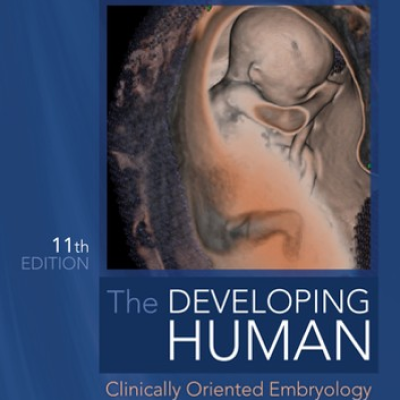 11th
EDITION
The DEVELOPING
HUMAN
Clinically Oriented Embryology